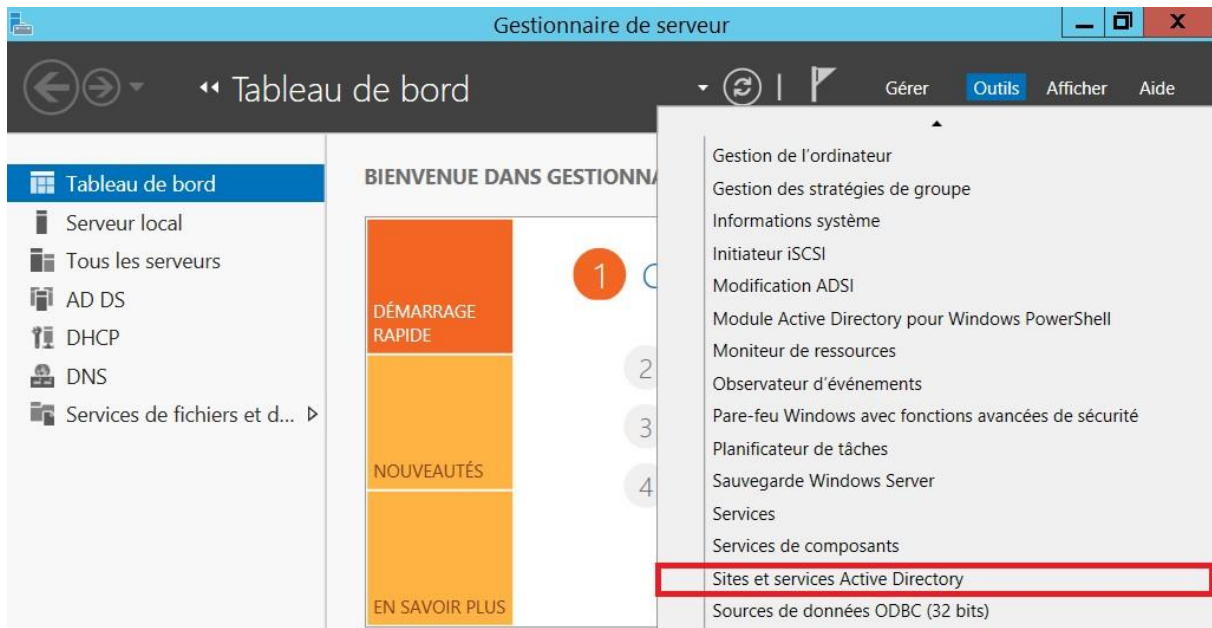 Gestionnaire de serveur
Tableau de bord
Gérer Outils Afficher Aide
Tableau de bord
Serveur local
Tous les serveurs
AD DS
DHCP
DNS
Services de fichiers et d...
BIENVENUE DANS GESTIONN
DÉMARRAGE
RAPIDE
NOUVEAUTÉS
EN SAVOIR PLUS
1
2
3
4
Gestion de l'ordinateur
Gestion des stratégies de groupe
Informations système
Initiateur iSCSI
Modification ADSI
Module Active Directory pour Windows PowerShell
Moniteur de ressources
Observateur d'événements
Pare-feu Windows avec fonctions avancées de sécurité
Planificateur de tâches
Sauvegarde Windows Server
Services
Services de composants
Sites et services Active Directory
Sources de données ODBC (32 bits)